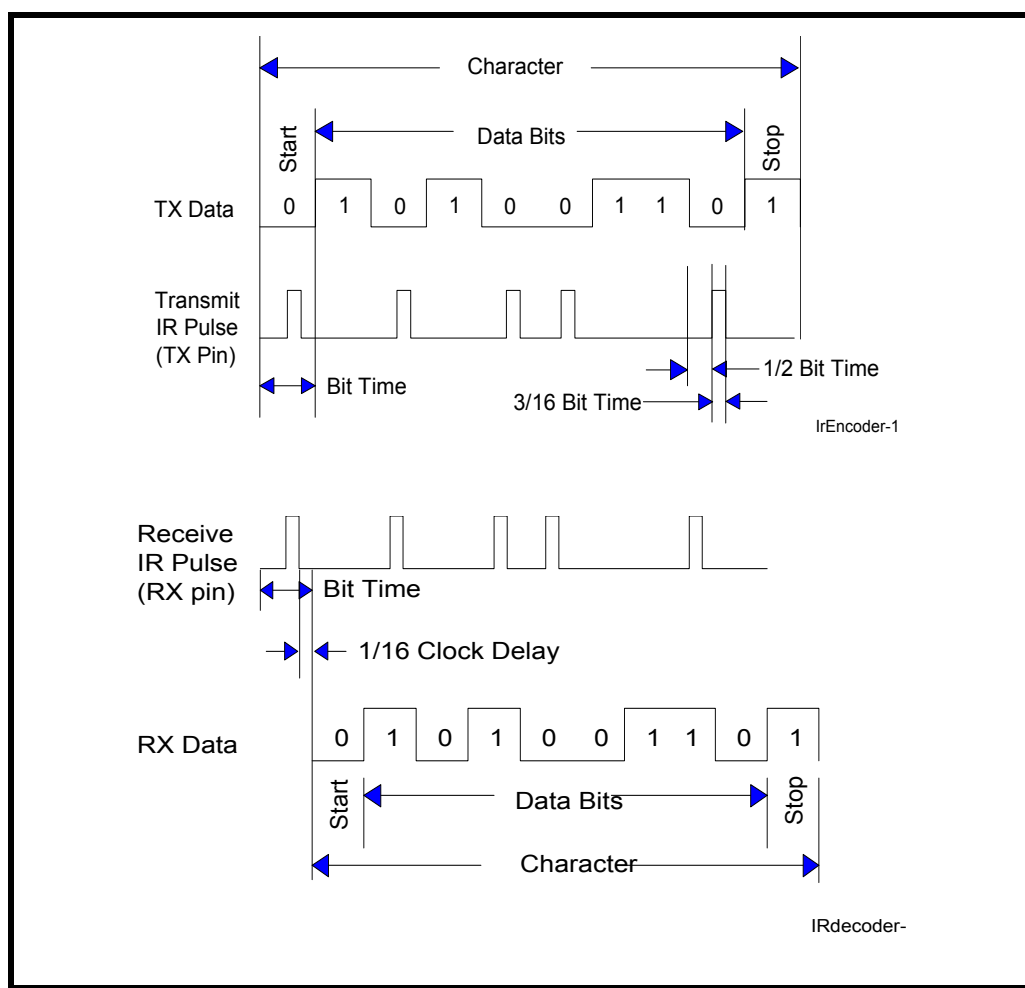 Character
Start
Data Bits
Stop
TX Data
0 1 0 1 0 0 1 1 0 1
Transmit
IR Pulse
(TX Pin)
Bit Time
1/2 Bit Time
3/16 Bit Time
IrEncoder-1
Receive
IR Pulse
(RX pin)
Bit Time
1/16 Clock Delay
RX Data
0 1 0 1 0 0 1 1 0 1
Start
Data Bits
Stop
Character
IRdecoder-